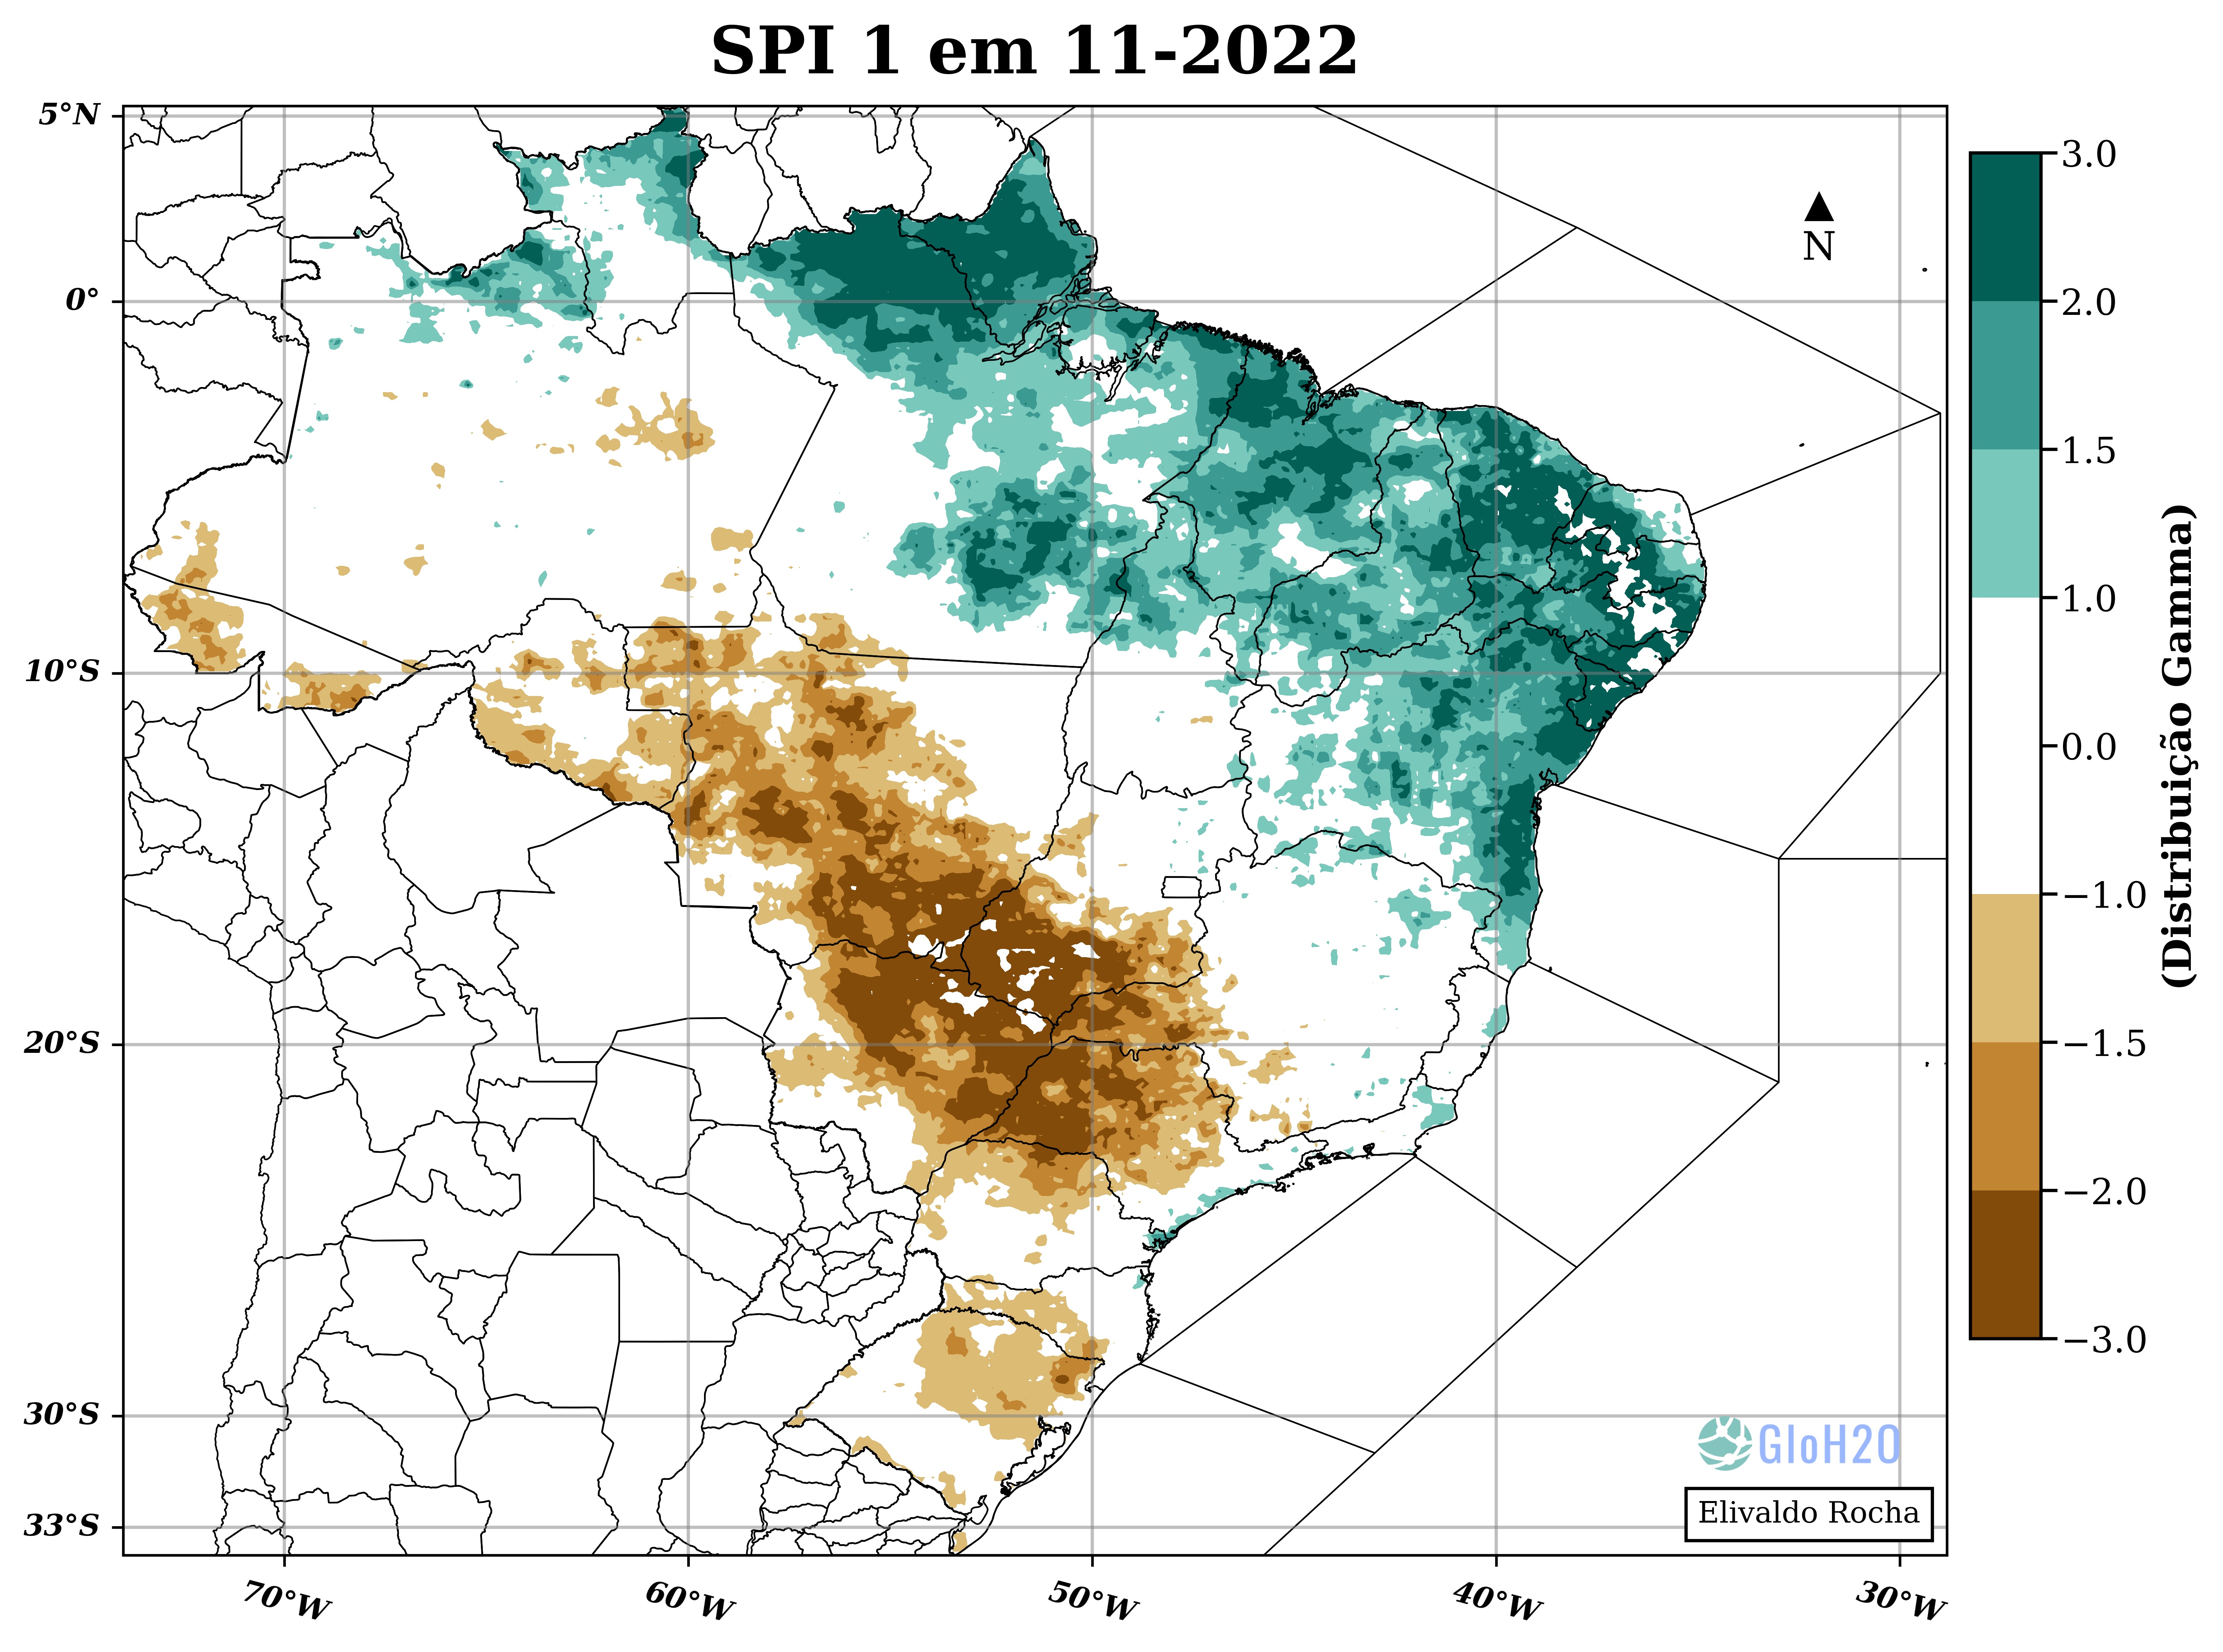 SPI 1 em 11-2022
5°N
0°
10°S
20°S
30°S
33°S
70°W
60°W
50°W
40°W
30°W
N
3.0
2.0
1.5
1.0
0.0
−1.0
−1.5
−2.0
−3.0
(Distribuição Gamma)
GloH2O
Elivaldo Rocha